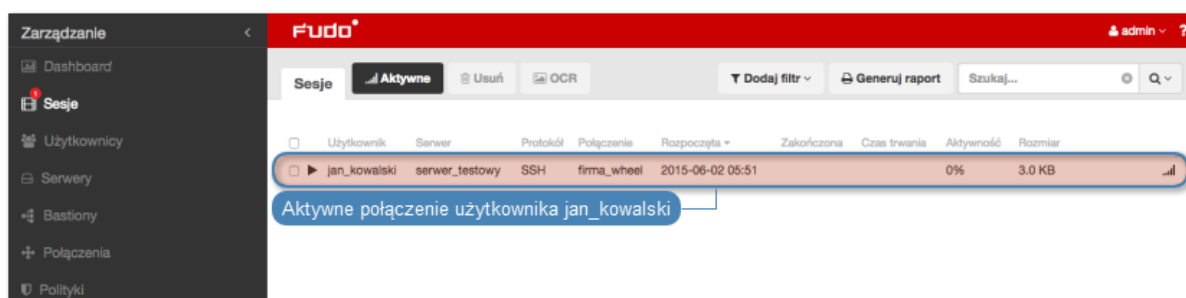 Zarządzanie
Fudo
admin
?
Dashboard
Sesje
Aktywne
Usuń
OCR
Dodaj filtr
Generuj raport
Szukaj...
1
Sesje
Użytkownicy
Użytkownik Serwer Protokół Połączenie Rozpoczęta Zakończona Czas trwania Aktywność Rozmiar
Serwery
jan_kowalski serwer_testowy SSH firma_wheel 2015-06-02 05:51 0% 3.0 KB
Bastiony
Aktywne połączenie użytkownika jan_kowalski
Połączenia
Polityki